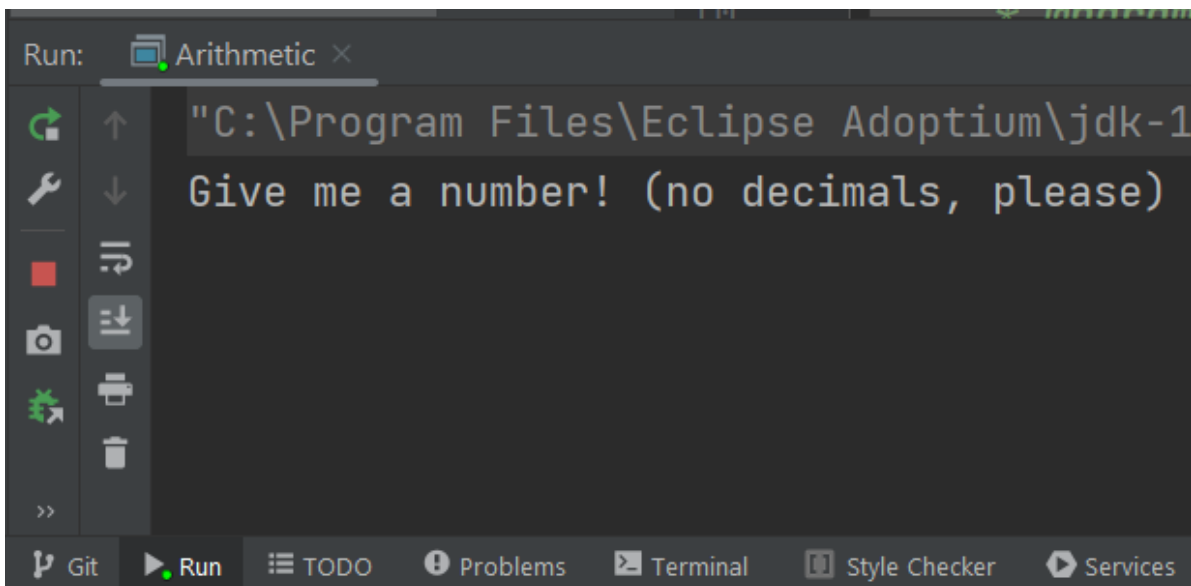 Run: Arithmetic
"C:\Program Files\Eclipse Adoptium\jdk-1
Give me a number! (no decimals, please)
Git Run TODO Problems Terminal Style Checker Services